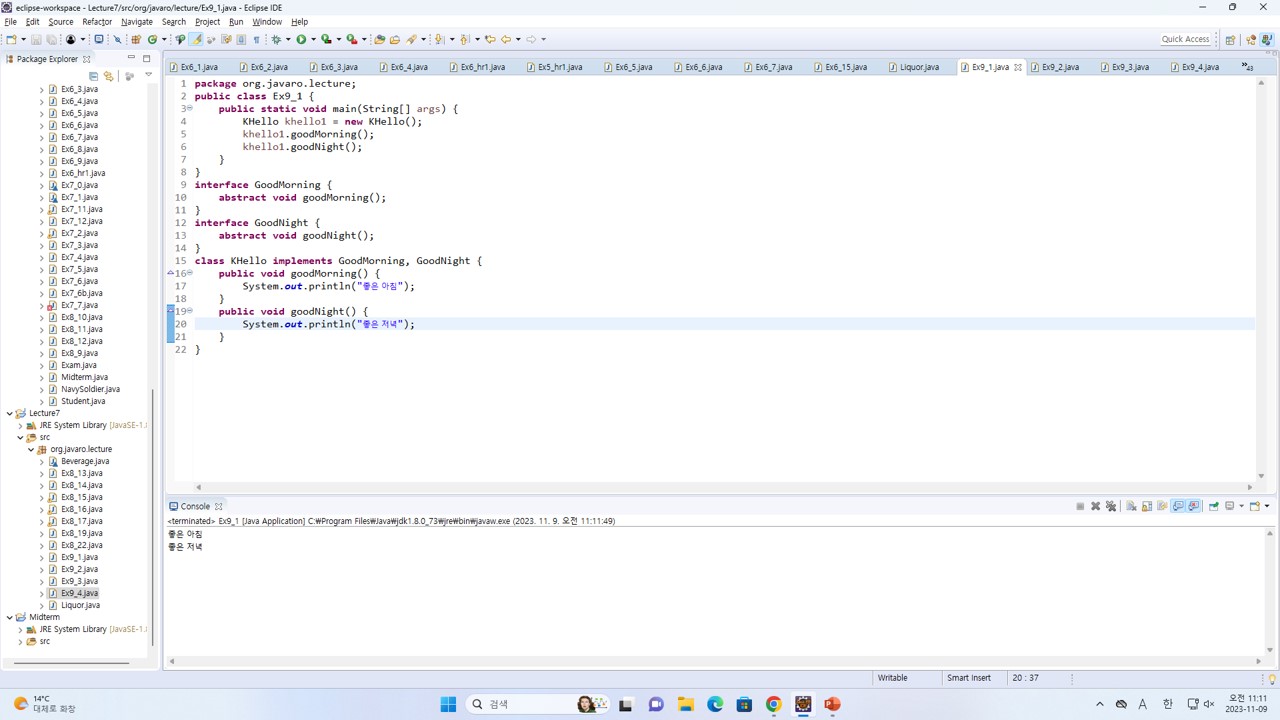 eclipse-workspace - Lecture7/src/org/javaro/lecture/Ex9_1.java - Eclipse IDE
File Edit Source Refactor Navigate Search Project Run Window Help
Quick Access
Package Explorer
Ex6_1.java Ex6_2.java Ex6_3.java Ex6_4.java Ex6_hr1.java Ex5_hr1.java Ex6_5.java Ex6_6.java Ex6_7.java Ex6_15.java Liquor.java Ex9_1.java Ex9_2.java Ex9_3.java Ex9_4.java »43
Ex6_3.java
Ex6_4.java
Ex6_5.java
Ex6_6.java
Ex6_7.java
Ex6_8.java
Ex6_9.java
Ex6_hr1.java
Ex7_0.java
Ex7_1.java
Ex7_11.java
Ex7_12.java
Ex7_2.java
Ex7_3.java
Ex7_4.java
Ex7_5.java
Ex7_6.java
Ex7_6b.java
Ex7_7.java
Ex8_10.java
Ex8_11.java
Ex8_12.java
Ex8_9.java
Exam.java
Midterm.java
NavySoldier.java
Student.java
Lecture7
JRE System Library [JavaSE-1.8
src
org.javaro.lecture
Beverage.java
Ex8_13.java
Ex8_14.java
Ex8_15.java
Ex8_16.java
Ex8_17.java
Ex8_19.java
Ex8_22.java
Ex9_1.java
Ex9_2.java
Ex9_3.java
Ex9_4.java
Liquor.java
Midterm
JRE System Library [JavaSE-1.8
src
1 package org.javaro.lecture;
2 public class Ex9_1 {
3 public static void main(String[] args) {
4 KHello khello1 = new KHello();
5 khello1.goodMorning();
6 khello1.goodNight();
7 }
8 }
9 interface GoodMorning {
10 abstract void goodMorning();
11 }
12 interface GoodNight {
13 abstract void goodNight();
14 }
15 class KHello implements GoodMorning, GoodNight {
16 public void goodMorning() {
17 System.out.println("좋은 아침");
18 }
19 public void goodNight() {
20 System.out.println("좋은 저녁");
21 }
22 }
Console
<terminated> Ex9_1 [Java Application] C:₩Program Files₩Java₩jdk1.8.0_73₩jre₩bin₩javaw.exe (2023. 11. 9. 오전 11:11:49)
좋은 아침
좋은 저녁
Writable Smart Insert 20 : 37
14°C
대체로 화창
검색
A 한
오전 11:11
2023-11-09